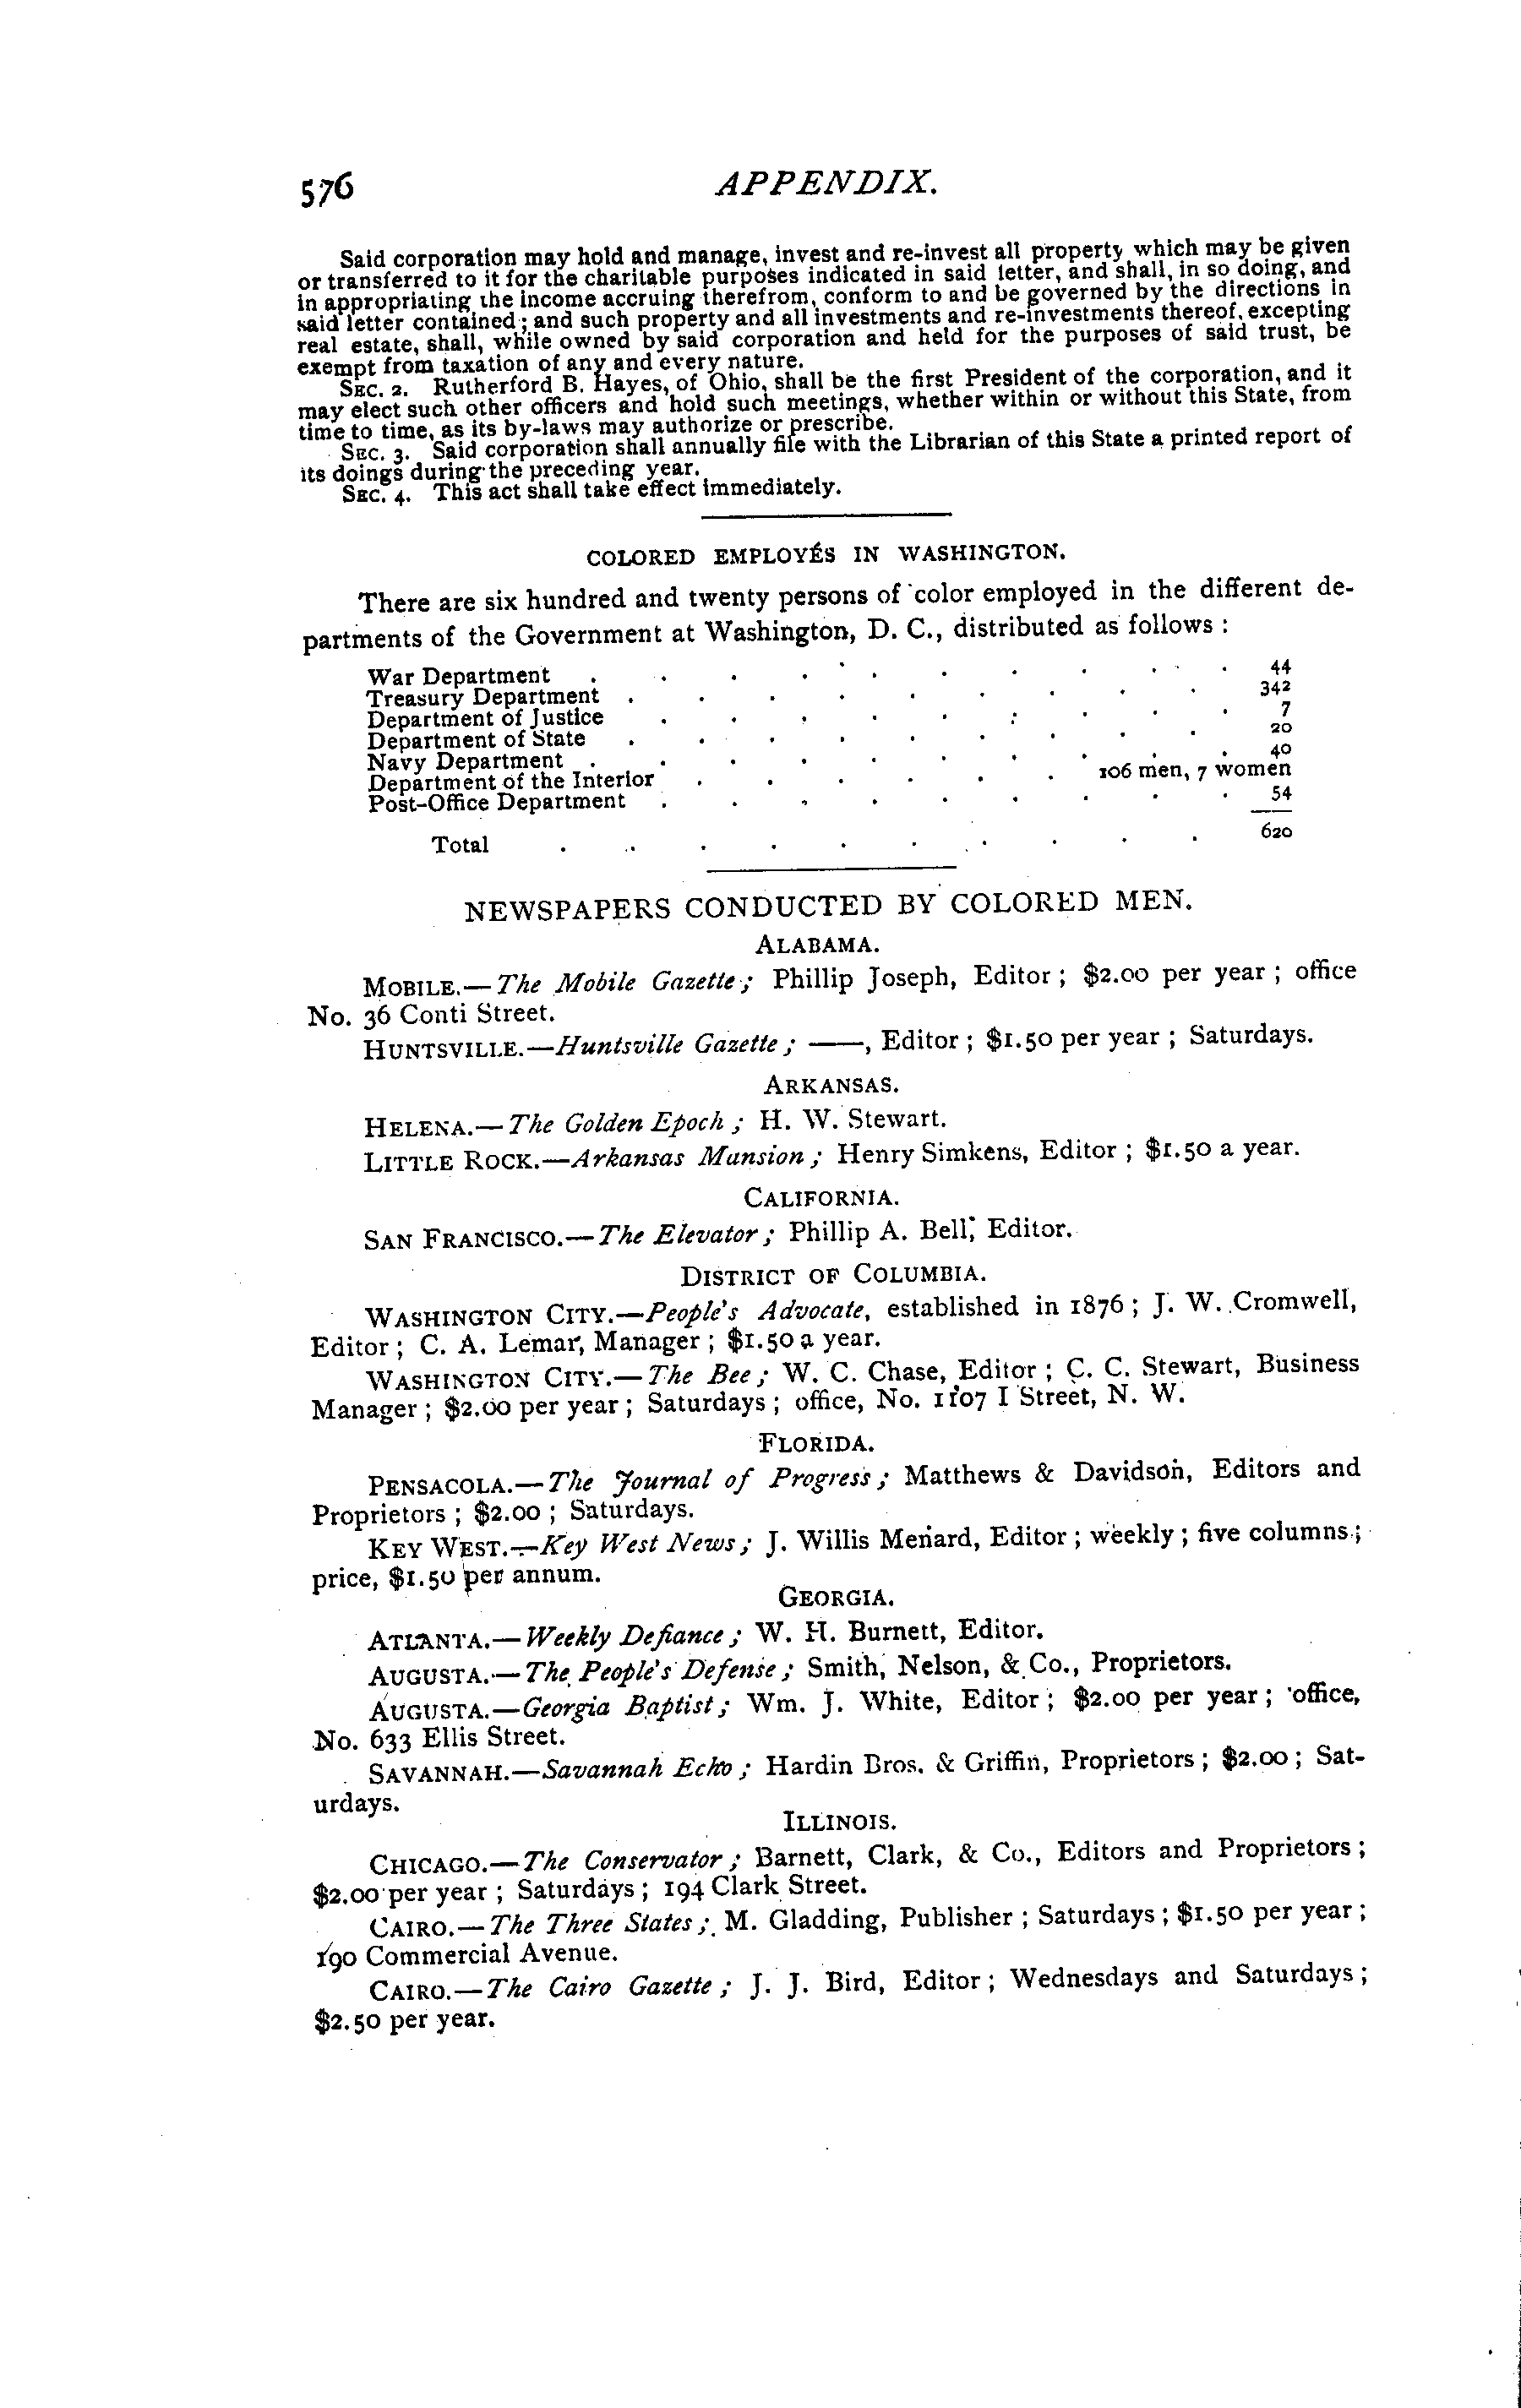 576 APPENDIX.
Said corporation may hold and manage, invest and re-invest all property which may be given
or transferred to it for the charitable purposes indicated in said letter, and shall, in so doing, and
in appropriating the income accruing therefrom, conform to and be governed by the directions in
said letter contained; and such property and all investments and re-investments thereof, excepting
real estate, shall, while owned by said corporation and held for the purposes of said trust, be
exempt from taxation of any and every nature.
SEC. 2. Rutherford B. Hayes, of Ohio, shall be the first President of the corporation, and it
may elect such other officers and hold such meetings, whether within or without this State, from
time to time, as its by-laws may authorize or prescribe.
SEC. 3. Said corporation shall annually file with the Librarian of this State a printed report of
its doings during the preceding year.
SEC. 4. This act shall take effect immediately.
COLORED EMPLOYÉS IN WASHINGTON.
There are six hundred and twenty persons of color employed in the different de-
partments of the Government at Washington, D. C., distributed as follows :
War Department . . . . . . . . . . 44
Treasury Department . . . . . . . . . 342
Department of Justice . . . . . . . . . 7
Department of State . . . . . . . . . 20
Navy Department . . . . . . . . . . 40
Department of the Interior . . . . . . 106 men, 7 women
Post-Office Department . . . . . . . . . 54
Total . . . . . . . . . . 620
NEWSPAPERS CONDUCTED BY COLORED MEN.
ALABAMA.
MOBILE.—The Mobile Gazette; Phillip Joseph, Editor; $2.00 per year; office
No. 36 Conti Street.
HUNTSVILLE.—Huntsville Gazette; ——, Editor; $1.50 per year; Saturdays.
ARKANSAS.
HELENA.—The Golden Epoch; H. W. Stewart.
LITTLE ROCK.—Arkansas Mansion; Henry Simkens, Editor; $1.50 a year.
CALIFORNIA.
SAN FRANCISCO.—The Elevator; Phillip A. Bell, Editor.
DISTRICT OF COLUMBIA.
WASHINGTON CITY.—People's Advocate, established in 1876; J. W. Cromwell,
Editor; C. A. Lemar, Manager; $1.50 a year.
WASHINGTON CITY.—The Bee; W. C. Chase, Editor; C. C. Stewart, Business
Manager; $2.00 per year; Saturdays; office, No. 1107 I Street, N. W.
FLORIDA.
PENSACOLA.—The Journal of Progress; Matthews & Davidson, Editors and
Proprietors; $2.00; Saturdays.
KEY WEST.—Key West News; J. Willis Menard, Editor; weekly; five columns;
price, $1.50 per annum.
GEORGIA.
ATLANTA.—Weekly Defiance; W. H. Burnett, Editor.
AUGUSTA.—The People's Defense; Smith, Nelson, & Co., Proprietors.
AUGUSTA.—Georgia Baptist; Wm. J. White, Editor; $2.00 per year; office,
No. 633 Ellis Street.
SAVANNAH.—Savannah Echo; Hardin Bros. & Griffin, Proprietors; $2.00; Sat-
urdays.
ILLINOIS.
CHICAGO.—The Conservator; Barnett, Clark, & Co., Editors and Proprietors;
$2.00 per year; Saturdays; 194 Clark Street.
CAIRO.—The Three States; M. Gladding, Publisher; Saturdays; $1.50 per year;
190 Commercial Avenue.
CAIRO.—The Cairo Gazette; J. J. Bird, Editor; Wednesdays and Saturdays;
$2.50 per year.